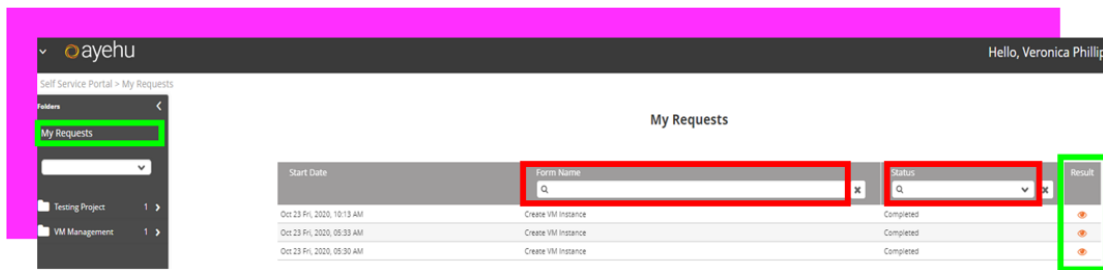 ayehu
Hello, Veronica Phillip
Self Service Portal > My Requests
Folders
My Requests
My Requests
Start Date Form Name Status Result
Testing Project 1
VM Management 1
Oct 23 Fri, 2020, 10:13 AM Create VM Instance Completed
Oct 23 Fri, 2020, 05:33 AM Create VM Instance Completed
Oct 23 Fri, 2020, 05:30 AM Create VM Instance Completed